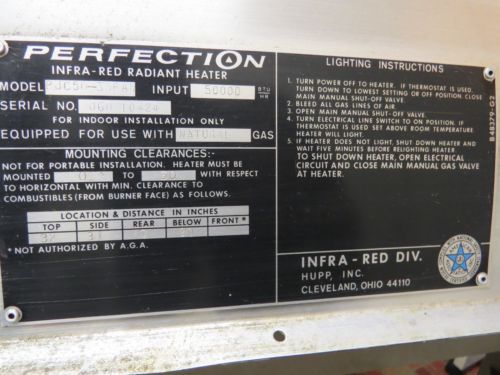 PERFECTION
INFRA-RED RADIANT HEATER
MODEL INPUT 50000 BTU HR
SERIAL NO.
FOR INDOOR INSTALLATION ONLY
EQUIPPED FOR USE WITH NATURAL GAS
MOUNTING CLEARANCES:-
NOT FOR PORTABLE INSTALLATION. HEATER MUST BE
MOUNTED 0 TO WITH RESPECT
TO HORIZONTAL WITH MIN. CLEARANCE TO
COMBUSTIBLES (FROM BURNER FACE) AS FOLLOWS.
LOCATION & DISTANCE IN INCHES
TOP SIDE REAR BELOW FRONT*
*NOT AUTHORIZED BY A.G.A.
LIGHTING INSTRUCTIONS
1. TURN POWER OFF TO HEATER. IF THERMOSTAT IS USED,
TURN DOWN TO LOWEST SETTING OR OFF POSITION CLOSE
MAIN MANUAL SHUT-OFF VALVE.
2. BLEED ALL GAS LINES OF AIR.
3. OPEN MAIN MANUAL SHUT-OFF VALVE.
4. TURN ELECTRICAL LINE SWITCH TO ON POSITION; IF
THERMOSTAT IS USED SET ABOVE ROOM TEMPERATURE
HEATER WILL LIGHT.
5. IF HEATER DOES NOT LIGHT, SHUT DOWN HEATER AND
WAIT FIVE MINUTES BEFORE RELIGHTING HEATER.
TO SHUT DOWN HEATER, OPEN ELECTRICAL
CIRCUIT AND CLOSE MAIN MANUAL GAS VALVE
AT HEATER.
INFRA-RED DIV.
HUPP, INC.
CLEVELAND, OHIO 44110